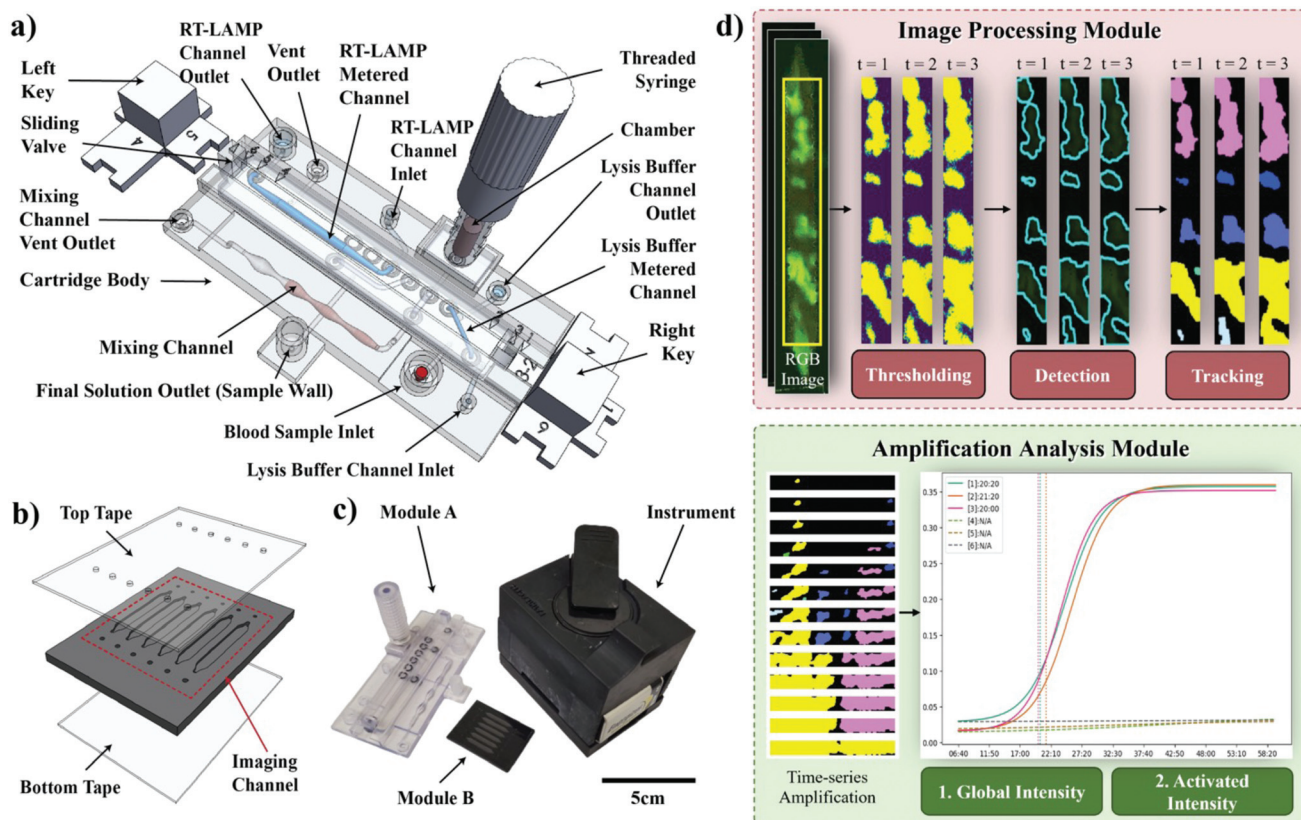 a)
RT-LAMP
Channel
Outlet
Vent
Outlet
RT-LAMP
Metered
Channel
Left
Key
Sliding
Valve
RT-LAMP
Channel
Inlet
Threaded
Syringe
Chamber
Lysis Buffer
Channel
Outlet
Mixing
Channel
Vent Outlet
Cartridge Body
Lysis Buffer
Metered
Channel
Mixing Channel
Right
Key
Final Solution Outlet (Sample Wall)
Blood Sample Inlet
Lysis Buffer Channel Inlet
4
5
3-2
6
b)
Top Tape
Bottom Tape
Imaging
Channel
c)
Module A
Instrument
Module B
5cm
d)
Image Processing Module
t = 1 t = 2 t = 3
t = 1 t = 2 t = 3
t = 1 t = 2 t = 3
RGB
Image
Thresholding
Detection
Tracking
Amplification Analysis Module
[1]:20:20
[2]:21:20
[3]:20:00
[4]:N/A
[5]:N/A
[6]:N/A
0.35
0.30
0.25
0.20
0.15
0.10
0.05
0.00
06:40 11:50 17:00 22:10 27:20 32:30 37:40 42:50 48:00 53:10 58:20
Time-series
Amplification
1. Global Intensity
2. Activated
Intensity